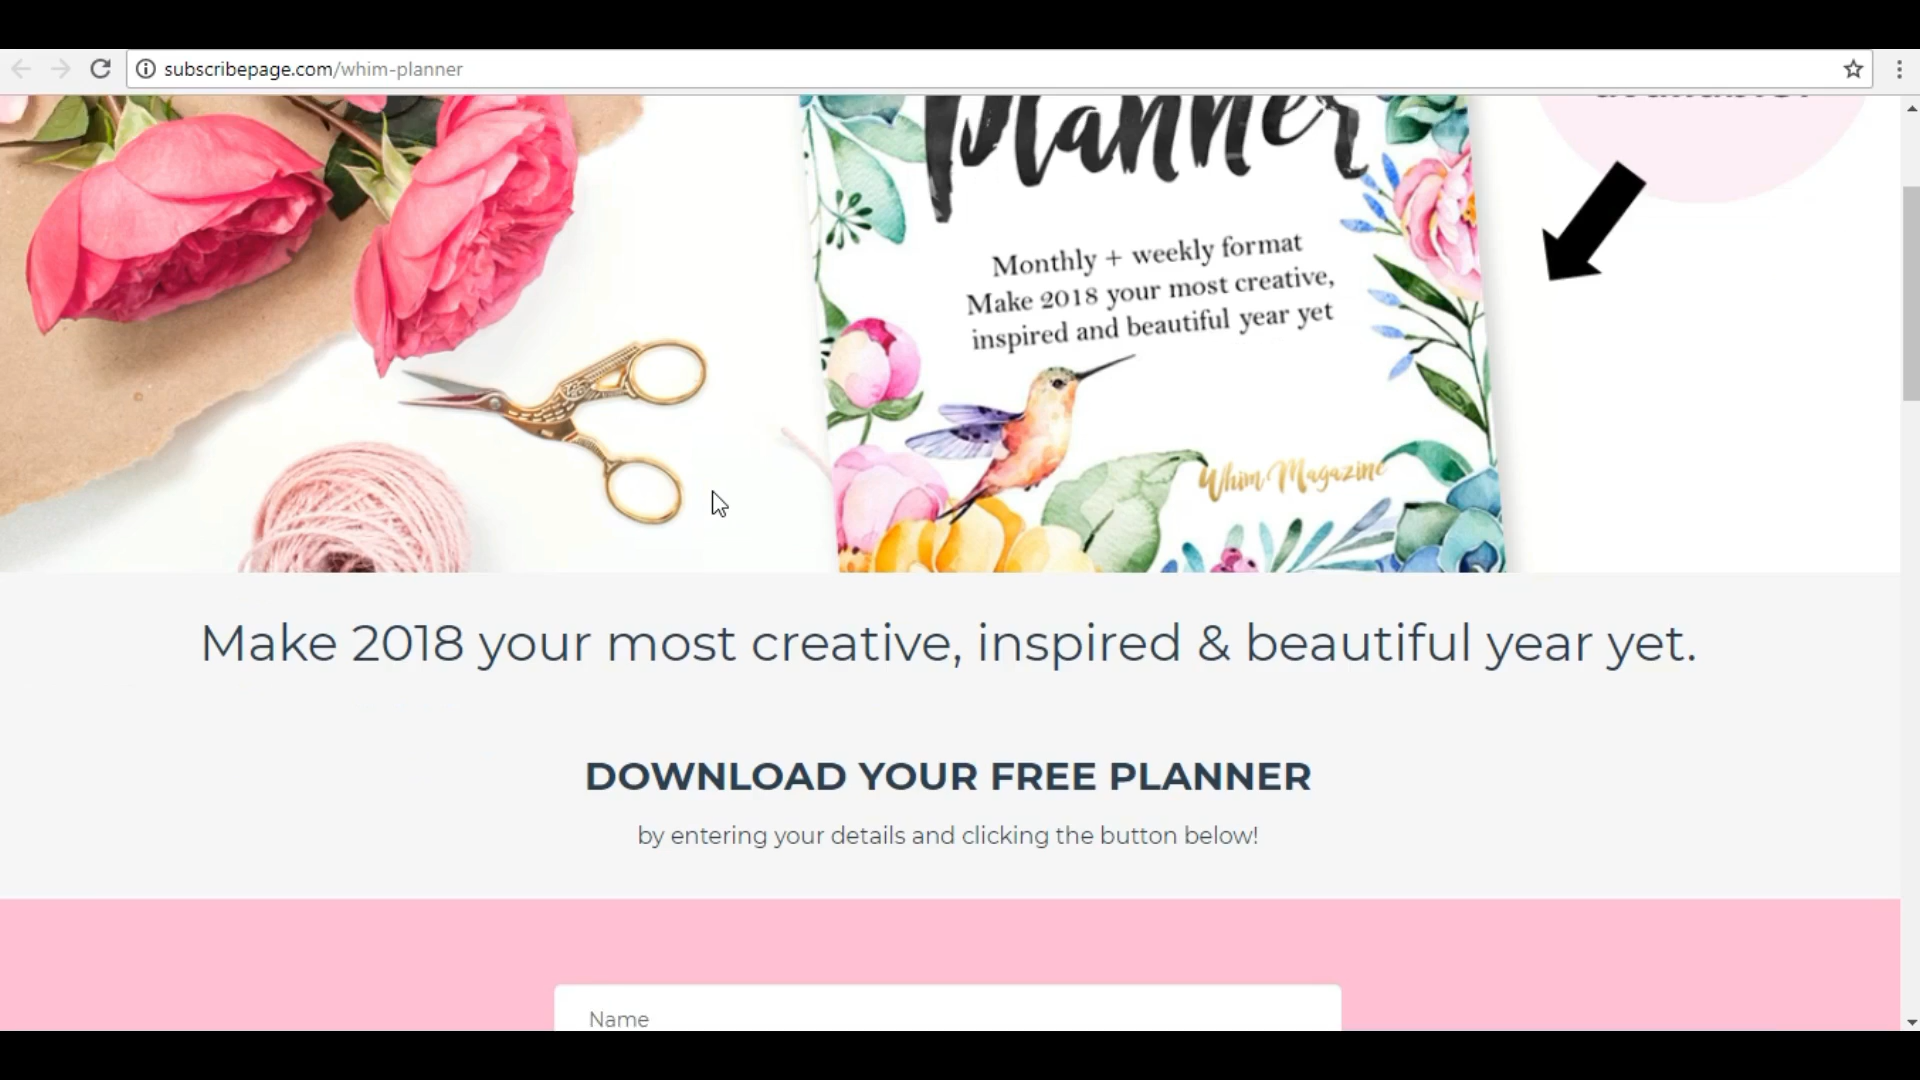 subscribepage.com/whim-planner
planner
Monthly + weekly format
Make 2018 your most creative,
inspired and beautiful year yet
Whim Magazine
Make 2018 your most creative, inspired & beautiful year yet.
DOWNLOAD YOUR FREE PLANNER
by entering your details and clicking the button below!
Name